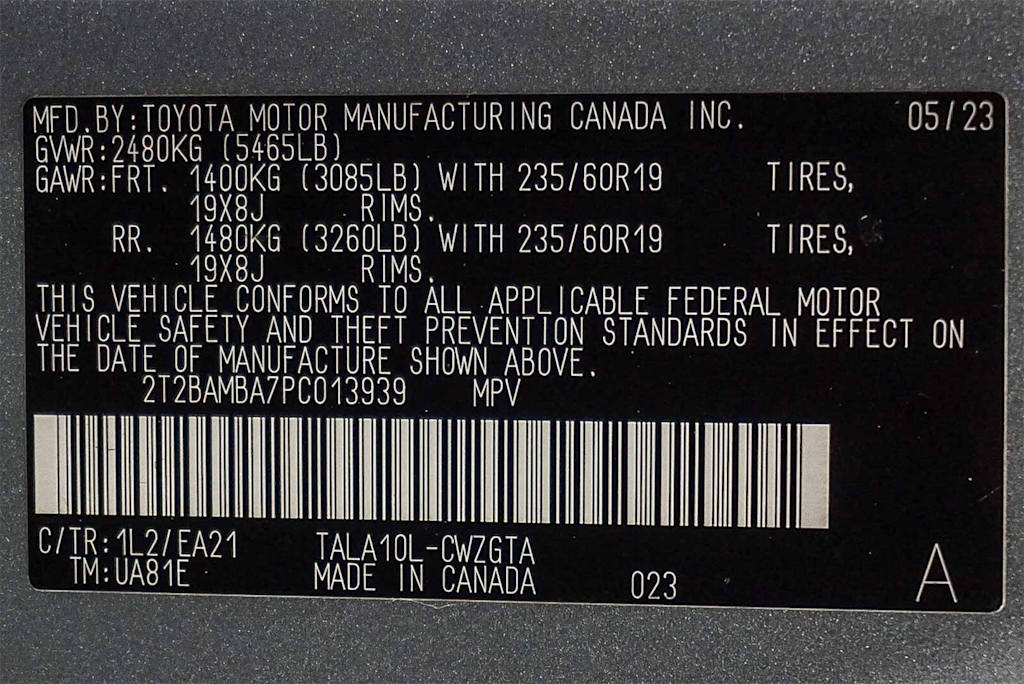 MFD.BY:TOYOTA MOTOR MANUFACTURING CANADA INC. 05/23
GVWR:2480KG (5465LB)
GAWR:FRT. 1400KG (3085LB) WITH 235/60R19 TIRES,
19X8J RIMS.
RR. 1480KG (3260LB) WITH 235/60R19 TIRES,
19X8J RIMS.
THIS VEHICLE CONFORMS TO ALL APPLICABLE FEDERAL MOTOR
VEHICLE SAFETY AND THEFT PREVENTION STANDARDS IN EFFECT ON
THE DATE OF MANUFACTURE SHOWN ABOVE.
2T2BAMBA7PC013939 MPV
C/TR:1L2/EA21 TALA10L-CWZGTA
TM:UA81E MADE IN CANADA 023 A